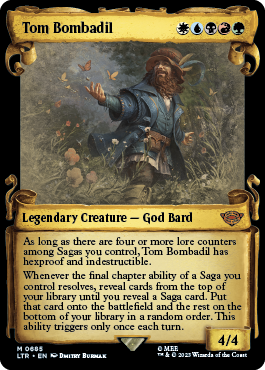 Tom Bombadil
Legendary Creature — God Bard
As long as there are four or more lore counters
among Sagas you control, Tom Bombadil has
hexproof and indestructible.
Whenever the final chapter ability of a Saga you
control resolves, reveal cards from the top of
your library until you reveal a Saga card. Put
that card onto the battlefield and the rest on
the bottom of your library in a random order. This
ability triggers only once each turn.
4/4
M 0685
LTR • EN Dmitry Burmak
© MEE
™ & © 2023 Wizards of the Coast